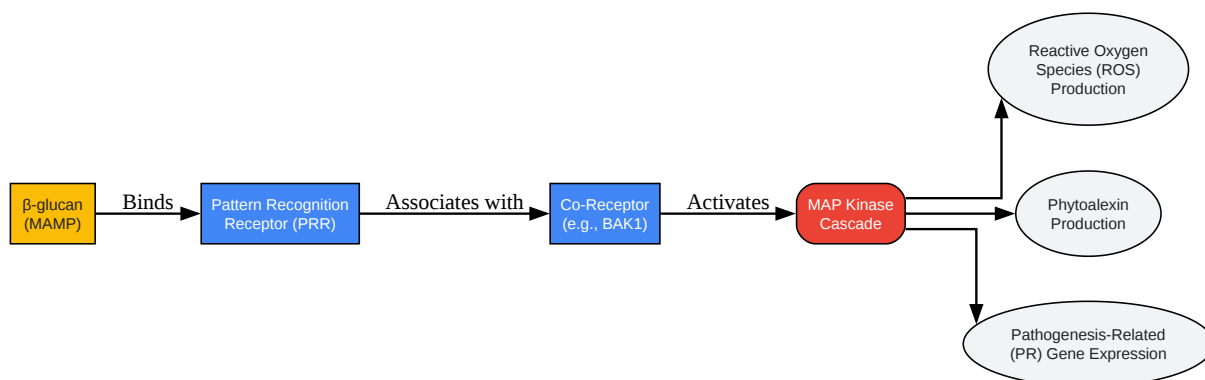 β-glucan
(MAMP)
Binds
Pattern Recognition
Receptor (PRR)
Associates with
Co-Receptor
(e.g., BAK1)
Activates
MAP Kinase
Cascade
Reactive Oxygen
Species (ROS)
Production
Phytoalexin
Production
Pathogenesis-Related
(PR) Gene Expression